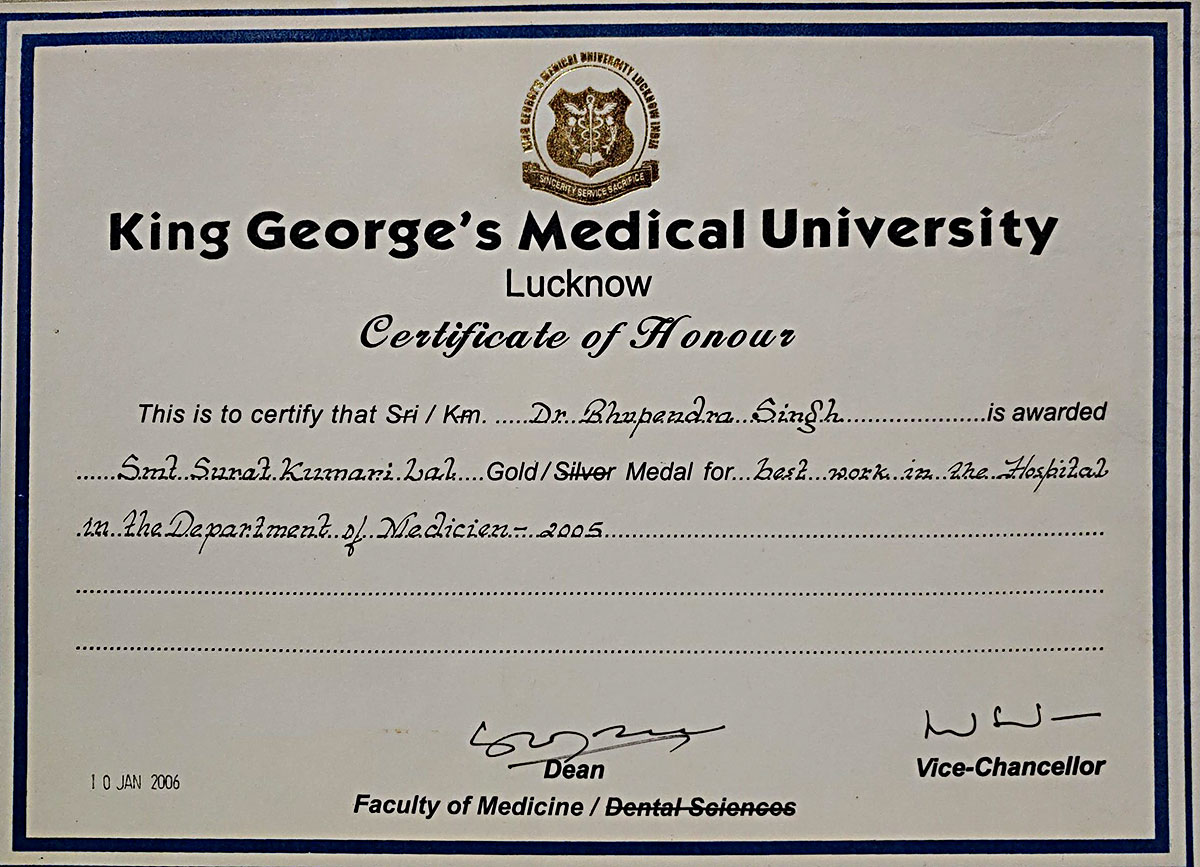 KING GEORGE'S MEDICAL UNIVERSITY LUCKNOW INDIA
SINCERITY SERVICE SACRIFICE
King George's Medical University
Lucknow
Certificate of Honour
This is to certify that Sri / Km. Dr. Bhupendra Singh is awarded
Smt. Surat Kumari Lal Gold / Silver Medal for best work in the Hospital
in the Department of Medicien - 2005
Dean
Vice-Chancellor
10 JAN 2006
Faculty of Medicine / Dental Sciences